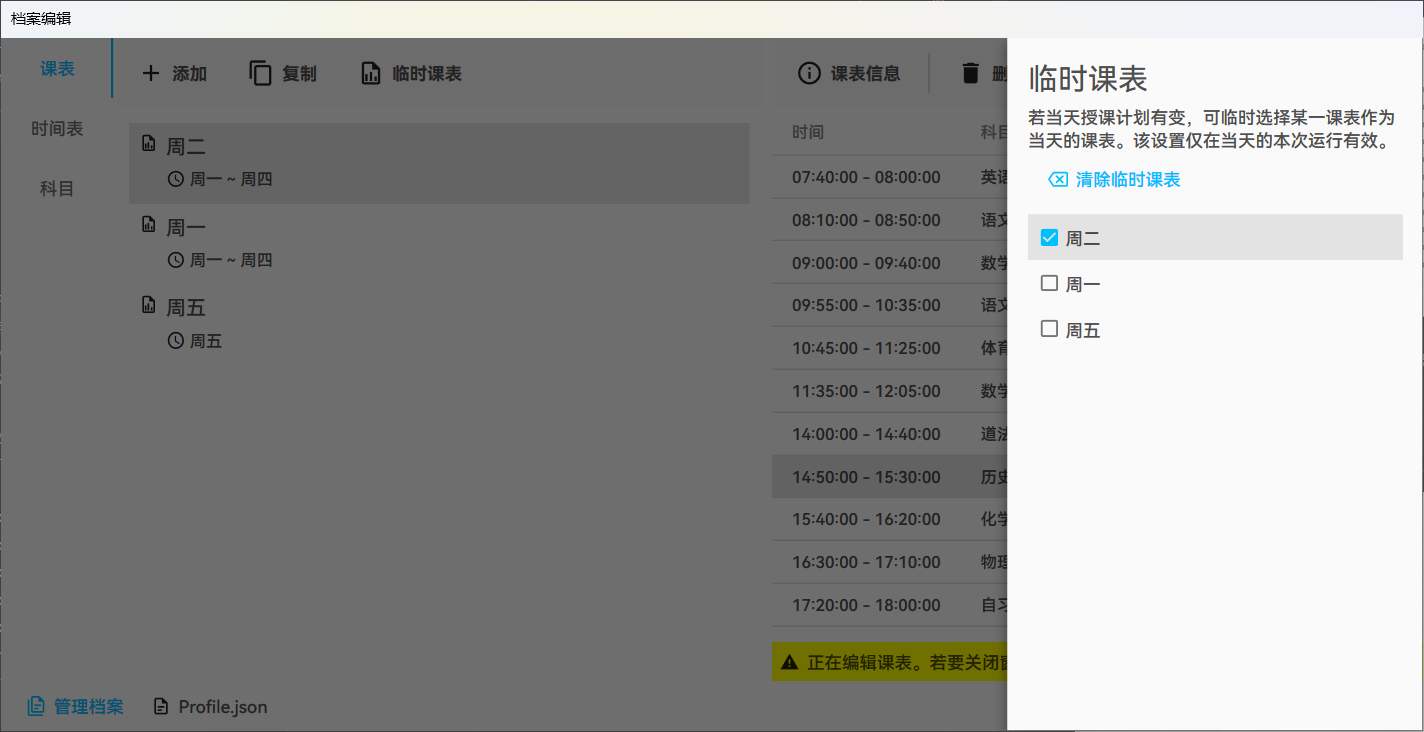 档案编辑
课表
时间表
科目
添加
复制
临时课表
周二
周一 ~ 周四
周一
周一 ~ 周四
周五
周五
课表信息
时间
07:40:00 - 08:00:00
08:10:00 - 08:50:00 语文
09:00:00 - 09:40:00 数学
09:55:00 - 10:35:00 语文
10:45:00 - 11:25:00 体育
11:35:00 - 12:05:00 数学
14:00:00 - 14:40:00 道法
14:50:00 - 15:30:00 历史
15:40:00 - 16:20:00 化学
16:30:00 - 17:10:00 物理
17:20:00 - 18:00:00 自习
正在编辑课表。若要关闭
管理档案
Profile.json
临时课表
若当天授课计划有变，可临时选择某一课表作为
当天的课表。该设置仅在当天的本次运行有效。
清除临时课表
周二
周一
周五